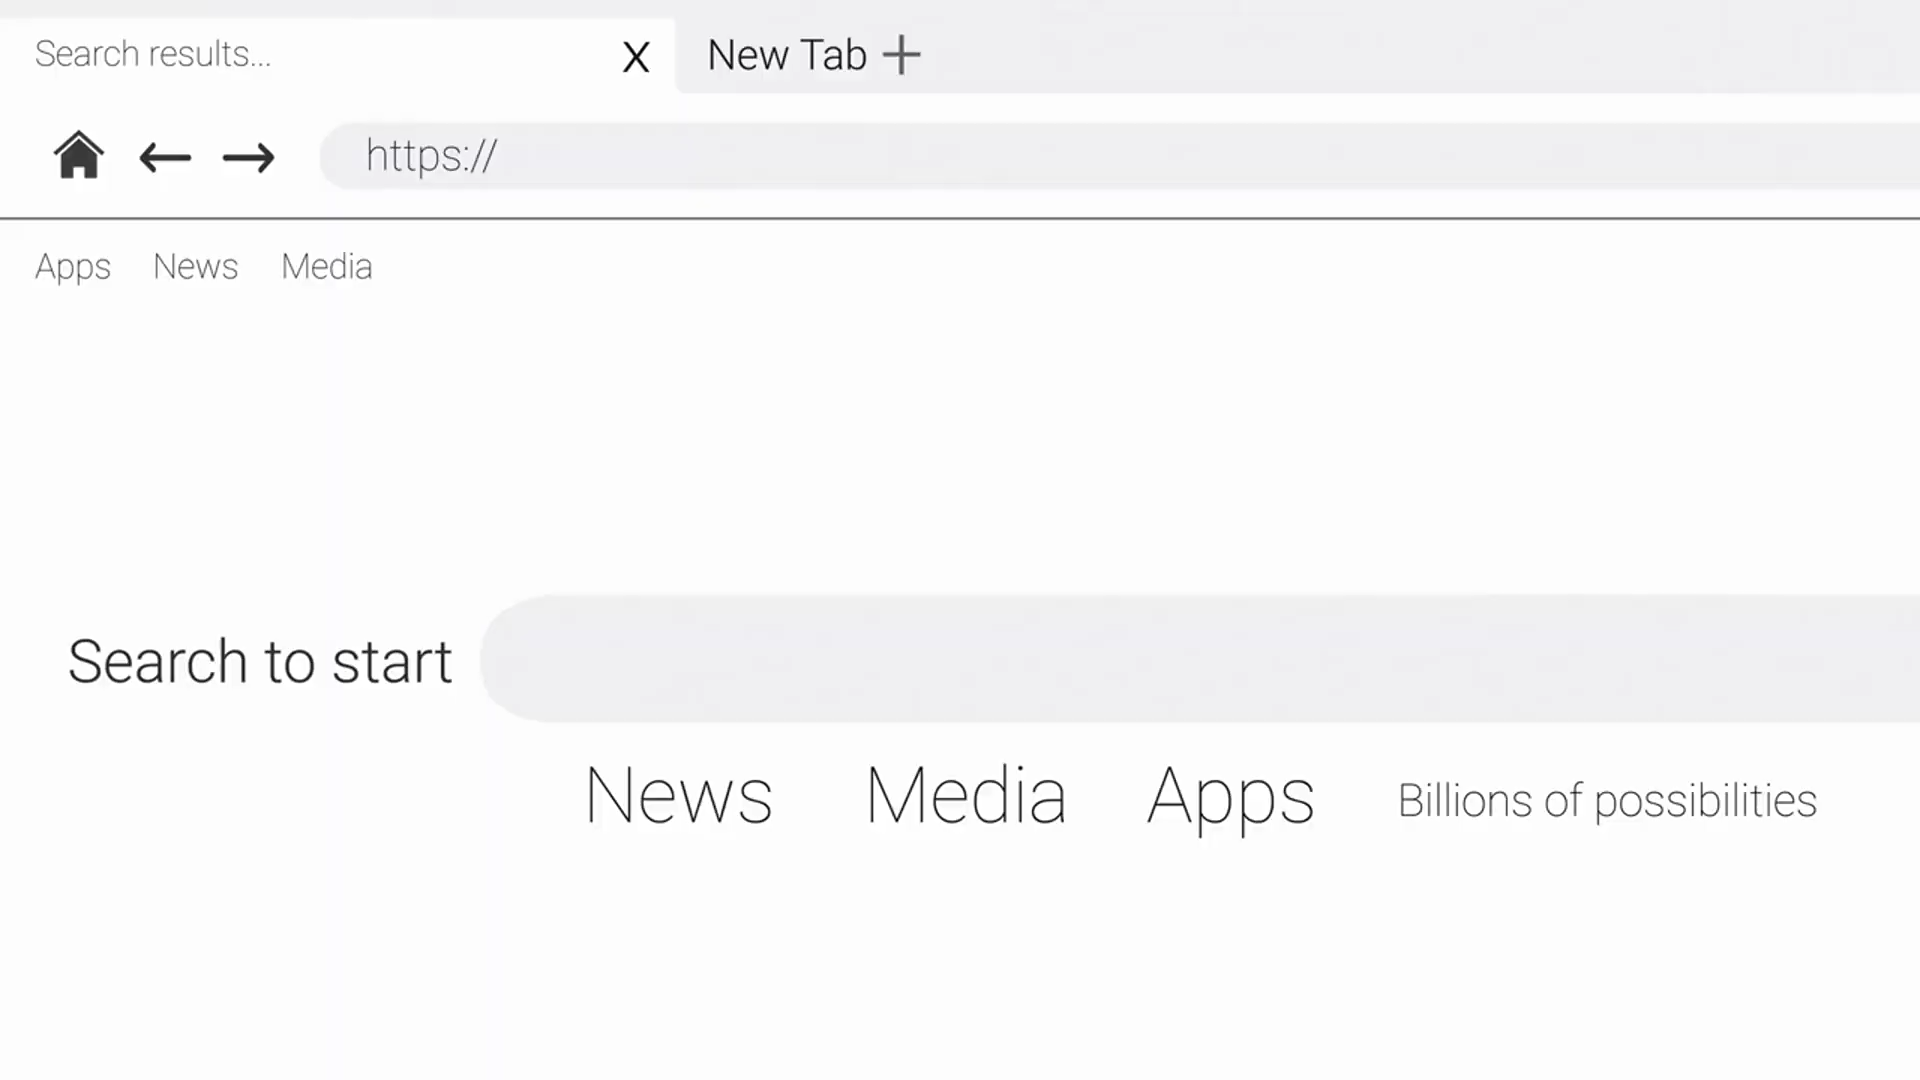 Search results...
X
New Tab +
https://
Apps News Media
Search to start
News Media Apps Billions of possibilities